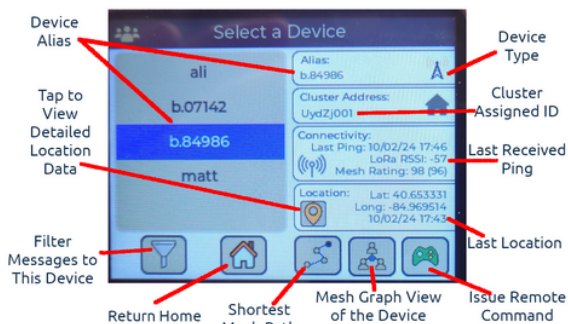 Device
Alias
Select a Device
Device
Type
ali
b.07142
b.84986
matt
Alias:
b.84986
Cluster Address:
UydZj001
Cluster
Assigned ID
Connectivity:
Last Ping: 10/02/24 17:46
LoRa RSSI: -57
Mesh Rating: 98 (96)
Last Received
Ping
Location:
Lat: 40.653331
Long: -84.969514
10/02/24 17:43
Last Location
Tap to
View
Detailed
Location
Data
Filter
Messages to
This Device
Return Home
Shortest
Mesh Path
Mesh Graph View
of the Device
Issue Remote
Command